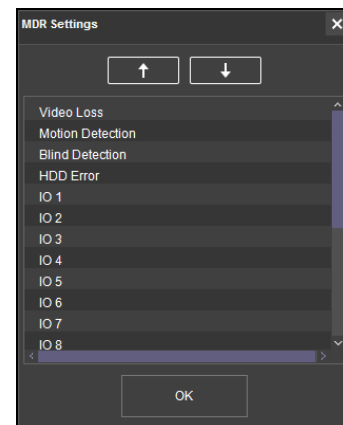 MDR Settings
Video Loss
Motion Detection
Blind Detection
HDD Error
IO 1
IO 2
IO 3
IO 4
IO 5
IO 6
IO 7
IO 8
OK